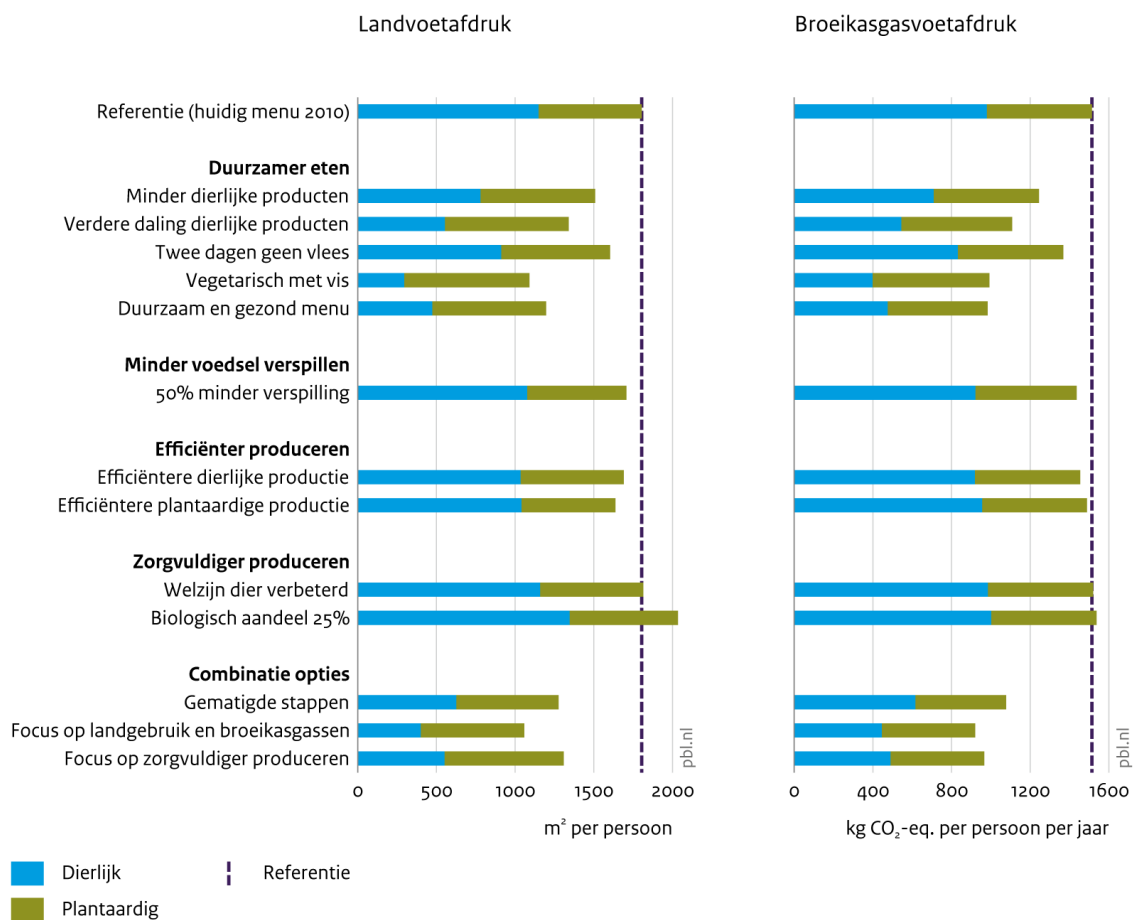 Landvoetafdruk
Broeikasgasvoetafdruk
Referentie (huidig menu 2010)
Duurzamer eten
Minder dierlijke producten
Verdere daling dierlijke producten
Twee dagen geen vlees
Vegetarisch met vis
Duurzaam en gezond menu
Minder voedsel verspillen
50% minder verspilling
Efficiënter produceren
Efficiëntere dierlijke productie
Efficiëntere plantaardige productie
Zorgvuldiger produceren
Welzijn dier verbeterd
Biologisch aandeel 25%
Combinatie opties
Gematigde stappen
Focus op landgebruik en broeikasgassen
Focus op zorgvuldiger produceren
pbl.nl
pbl.nl
0 500 1000 1500 2000
0 400 800 1200 1600
m² per persoon
kg CO₂-eq. per persoon per jaar
Dierlijk
Referentie
Plantaardig